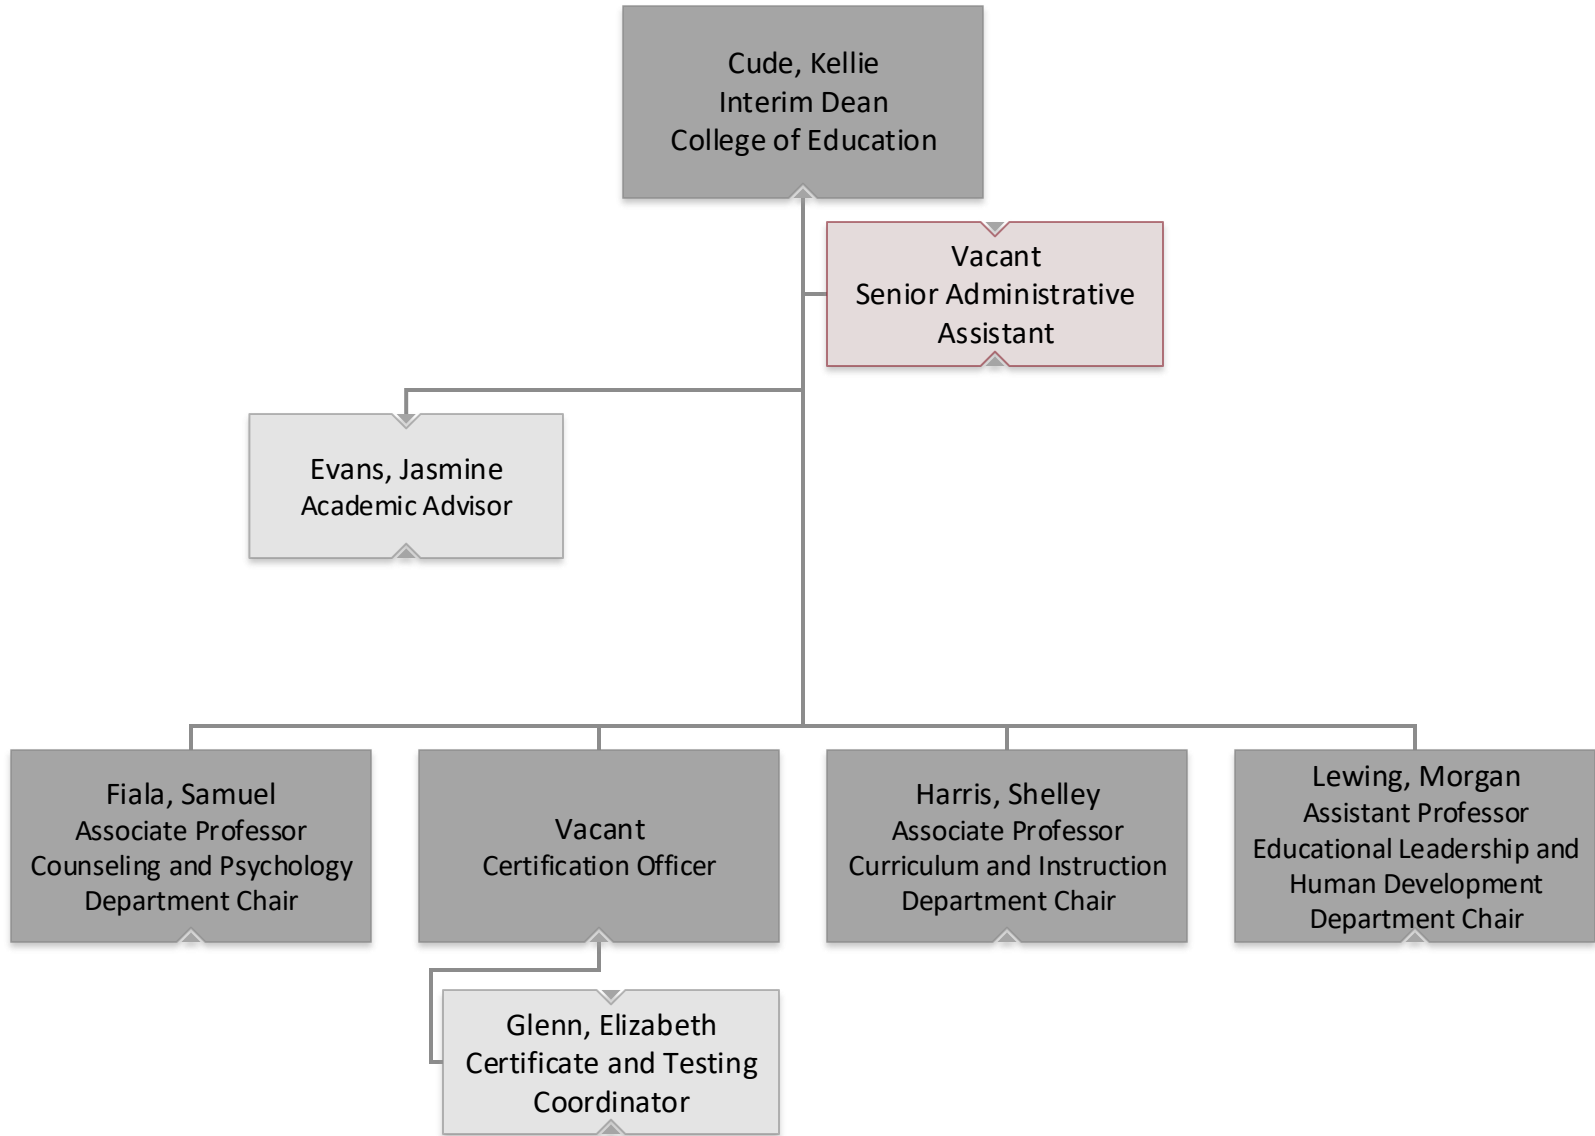 Cude, Kellie
Interim Dean
College of Education
Vacant
Senior Administrative
Assistant
Evans, Jasmine
Academic Advisor
Fiala, Samuel
Associate Professor
Counseling and Psychology
Department Chair
Vacant
Certification Officer
Harris, Shelley
Associate Professor
Curriculum and Instruction
Department Chair
Lewing, Morgan
Assistant Professor
Educational Leadership and
Human Development
Department Chair
Glenn, Elizabeth
Certificate and Testing
Coordinator